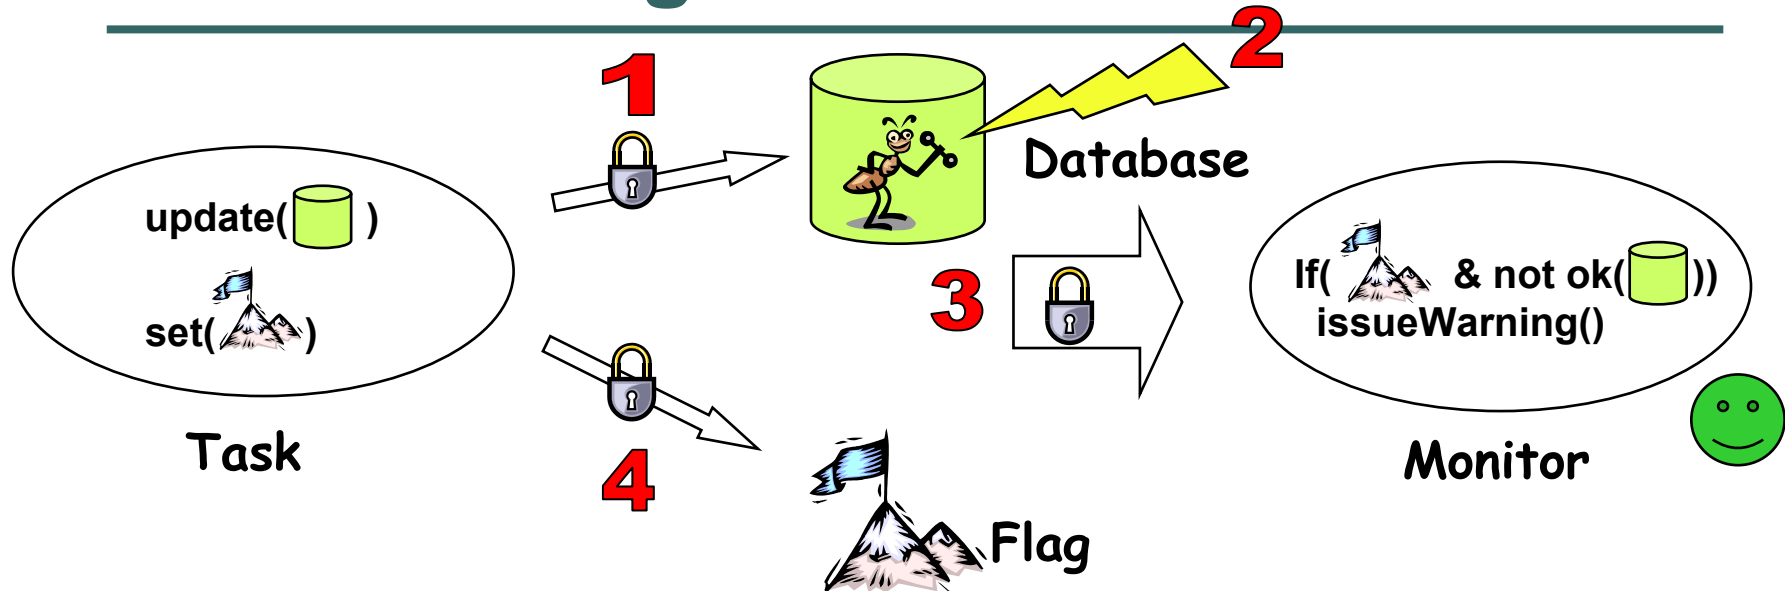 1
2
Database
update( )
set( )
3
If( & not ok( ))
issueWarning()
Task
4
Monitor
Flag